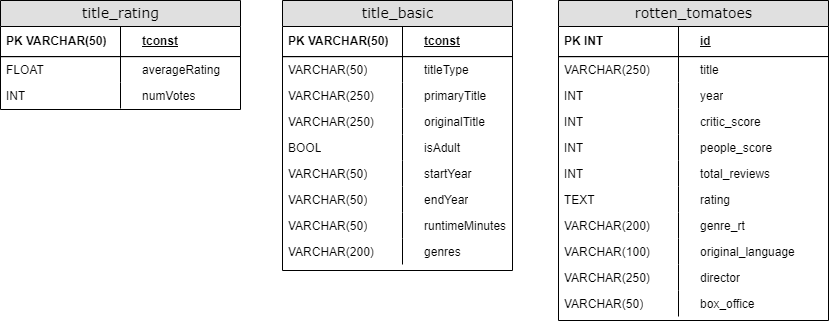 title_rating
PK VARCHAR(50) tconst
FLOAT averageRating
INT numVotes
title_basic
PK VARCHAR(50) tconst
VARCHAR(50) titleType
VARCHAR(250) primaryTitle
VARCHAR(250) originalTitle
BOOL isAdult
VARCHAR(50) startYear
VARCHAR(50) endYear
VARCHAR(50) runtimeMinutes
VARCHAR(200) genres
rotten_tomatoes
PK INT id
VARCHAR(250) title
INT year
INT critic_score
INT people_score
INT total_reviews
TEXT rating
VARCHAR(200) genre_rt
VARCHAR(100) original_language
VARCHAR(250) director
VARCHAR(50) box_office